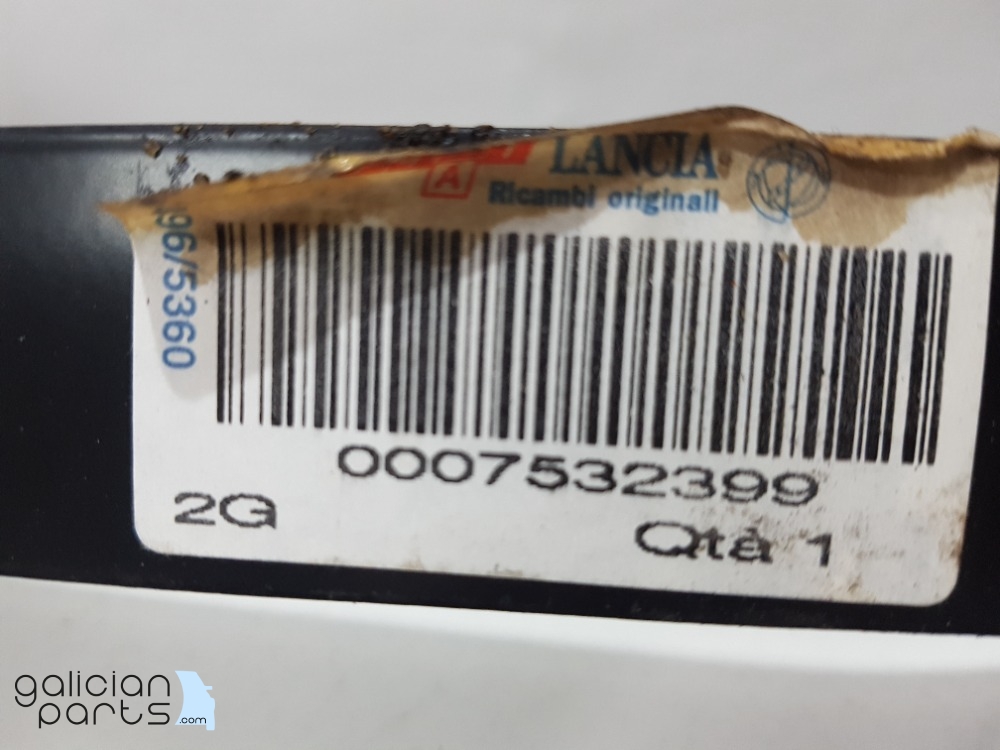 LANCIA
A
Ricambi originali
96/5360
0007532399
2G
Qtà 1
galician
parts.com